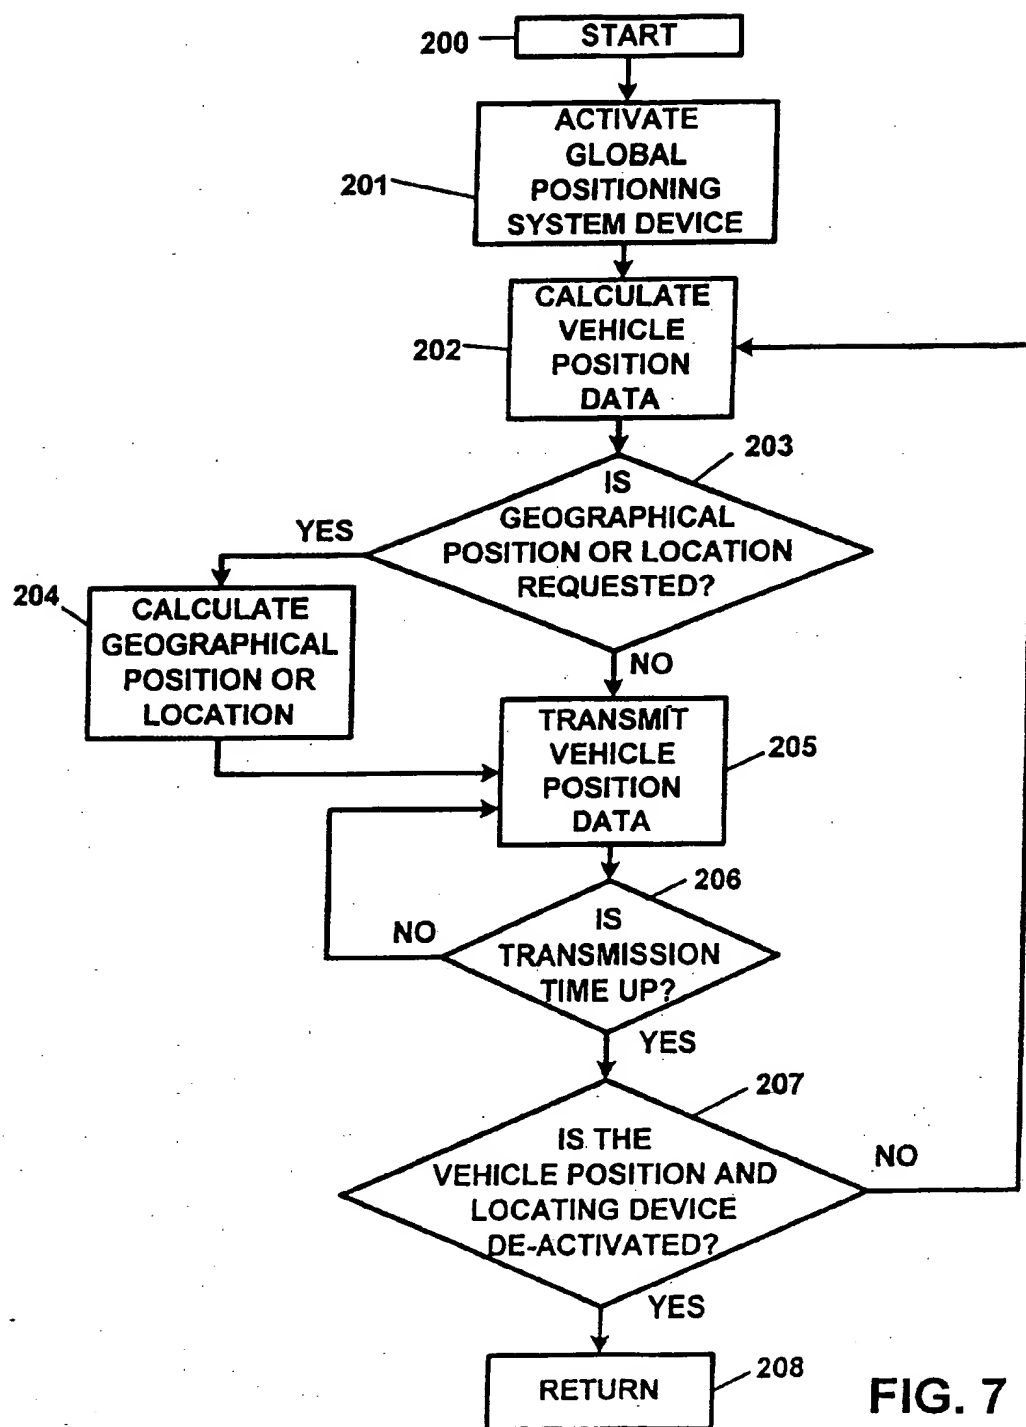 200
START
ACTIVATE
GLOBAL
POSITIONING
SYSTEM DEVICE
201
CALCULATE
VEHICLE
POSITION
DATA
202
203
IS
GEOGRAPHICAL
POSITION OR LOCATION
REQUESTED?
YES
204
CALCULATE
GEOGRAPHICAL
POSITION OR
LOCATION
NO
TRANSMIT
VEHICLE
POSITION
DATA
205
206
IS
TRANSMISSION
TIME UP?
NO
YES
207
IS THE
VEHICLE POSITION AND
LOCATING DEVICE
DE-ACTIVATED?
NO
YES
RETURN
208
FIG. 7